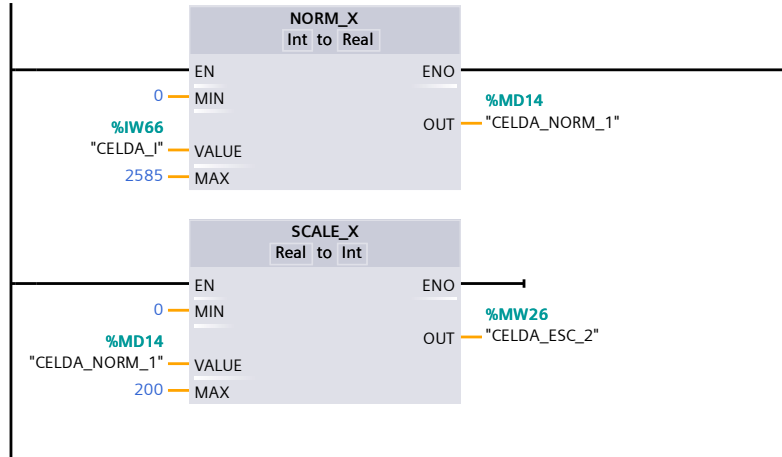 NORM_X
Int to Real
EN ENO
0 MIN
%MD14
OUT "CELDA_NORM_1"
%IW66
"CELDA_I" VALUE
2585 MAX
SCALE_X
Real to Int
EN ENO
0 MIN
%MW26
OUT "CELDA_ESC_2"
%MD14
"CELDA_NORM_1" VALUE
200 MAX